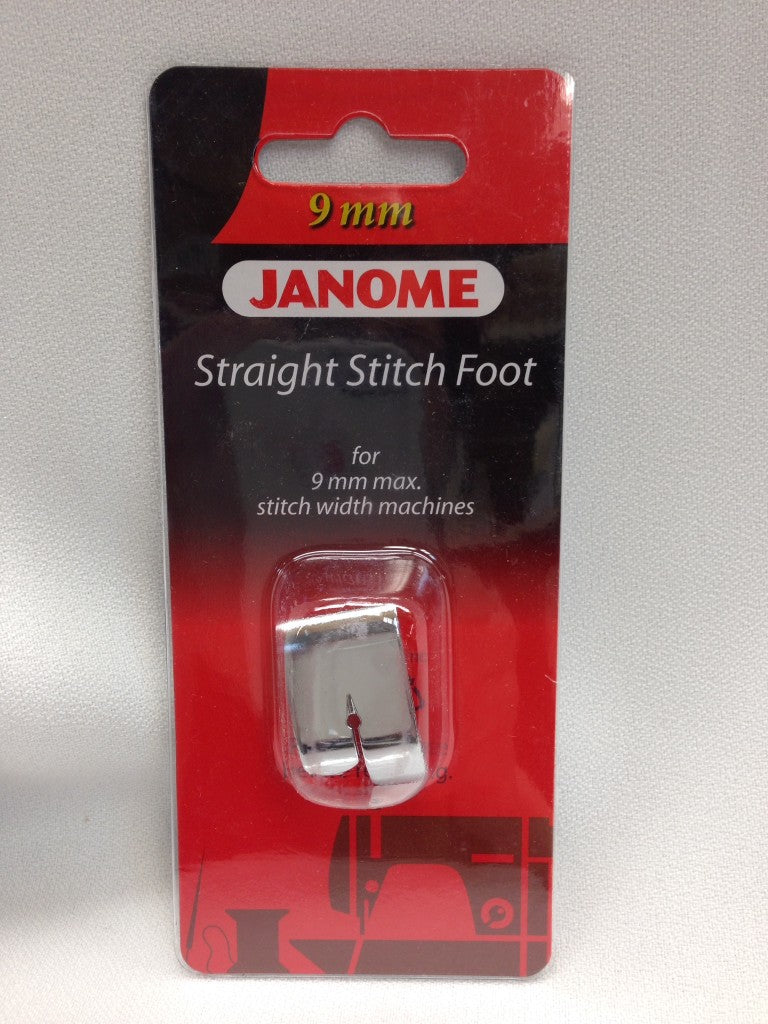 9 mm
JANOME
Straight Stitch Foot
for
9 mm max.
stitch width machines